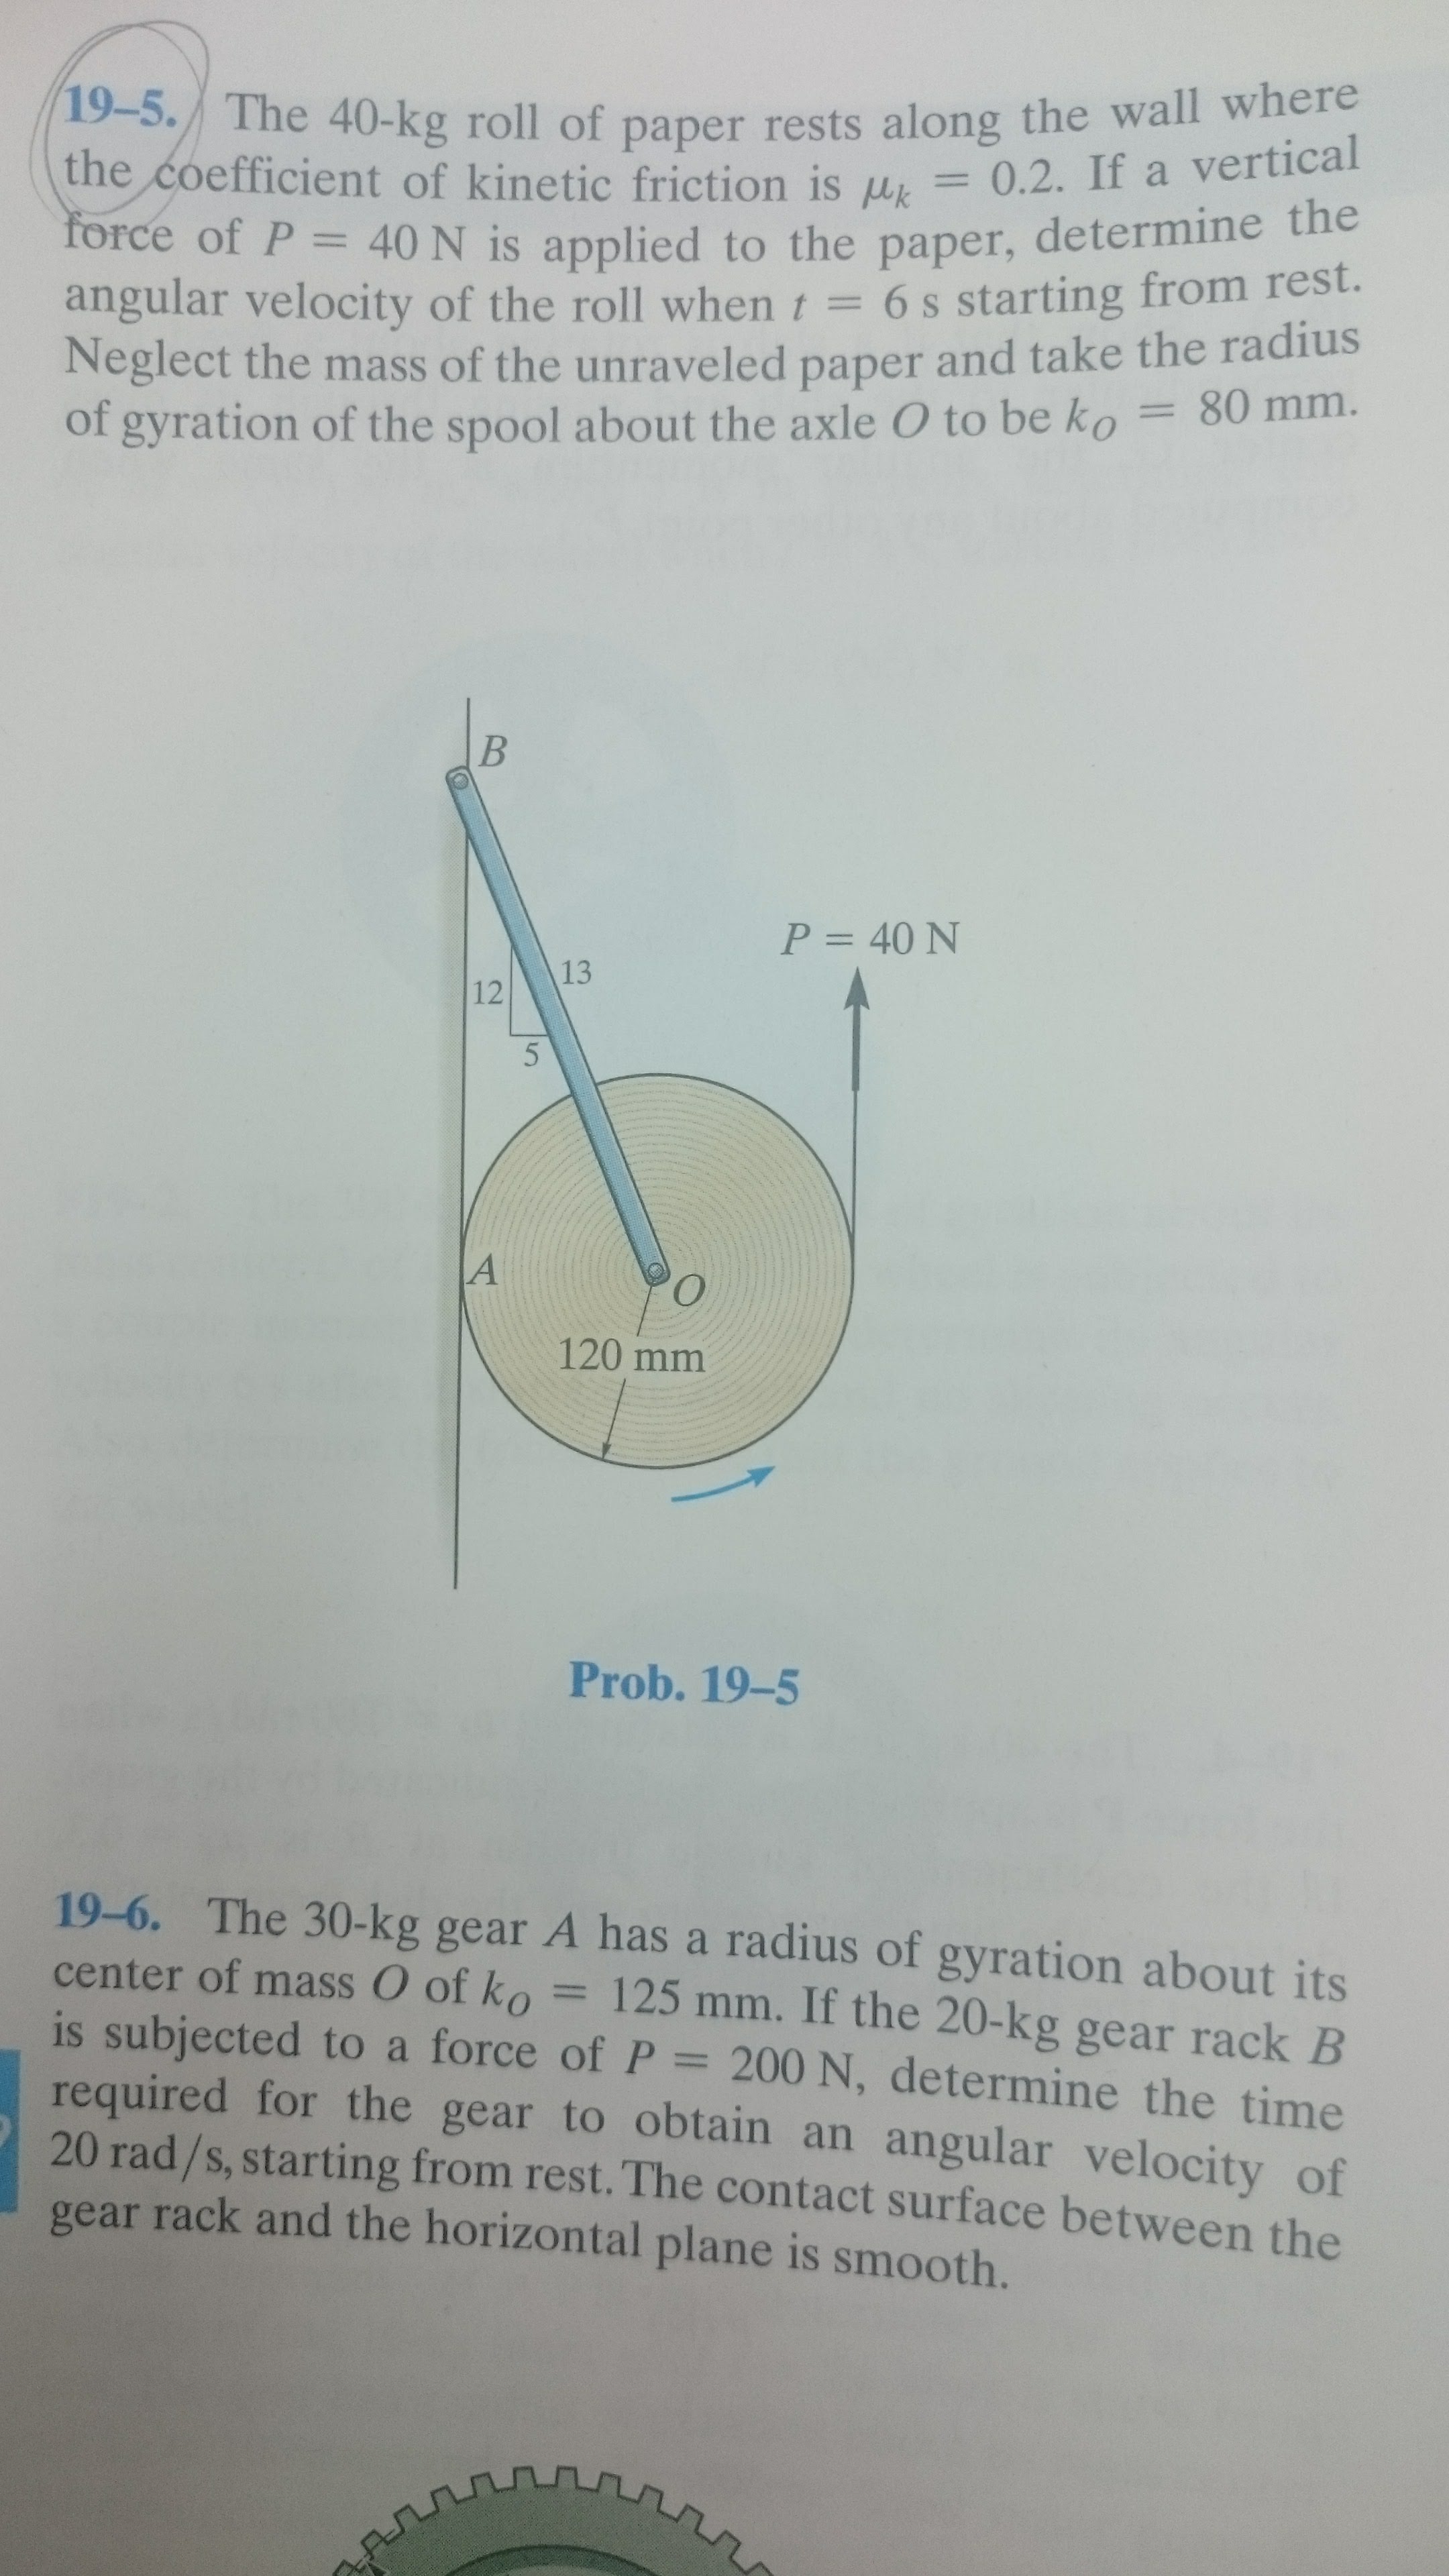 19–5. The 40-kg roll of paper rests along the wall where
the coefficient of kinetic friction is μk = 0.2. If a vertical
force of P = 40 N is applied to the paper, determine the
angular velocity of the roll when t = 6 s starting from rest.
Neglect the mass of the unraveled paper and take the radius
of gyration of the spool about the axle O to be kO = 80 mm.
B
P = 40 N
12
13
5
A
O
120 mm
Prob. 19–5
19–6. The 30-kg gear A has a radius of gyration about its
center of mass O of kO = 125 mm. If the 20-kg gear rack B
is subjected to a force of P = 200 N, determine the time
required for the gear to obtain an angular velocity of
20 rad/s, starting from rest. The contact surface between the
gear rack and the horizontal plane is smooth.